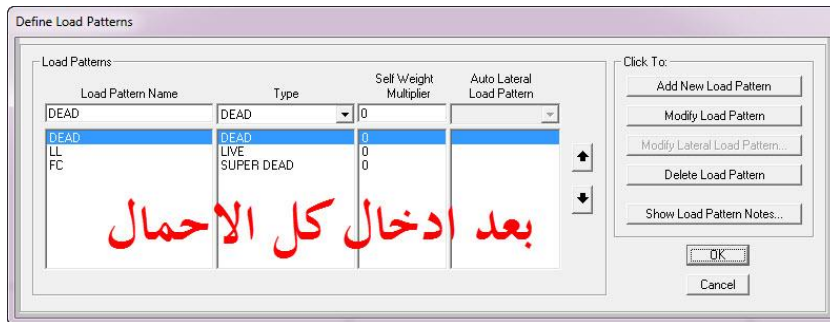 Define Load Patterns
Load Patterns
Click To:
Load Pattern Name Type Self Weight Multiplier Auto Lateral Load Pattern
DEAD DEAD 0
DEAD DEAD 0
LL LIVE 0
FC SUPER DEAD 0
بعد ادخال كل الاحمال
Add New Load Pattern
Modify Load Pattern
Modify Lateral Load Pattern...
Delete Load Pattern
Show Load Pattern Notes...
OK
Cancel